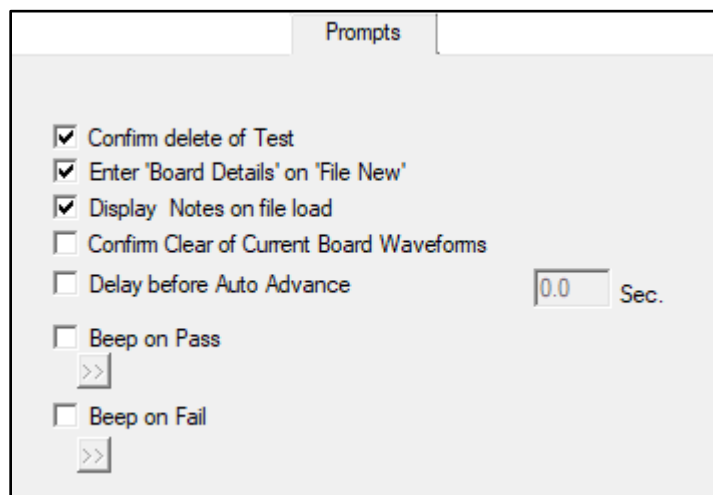 Prompts
Confirm delete of Test
Enter 'Board Details' on 'File New'
Display Notes on file load
Confirm Clear of Current Board Waveforms
Delay before Auto Advance 0.0 Sec.
Beep on Pass
>>
Beep on Fail
>>